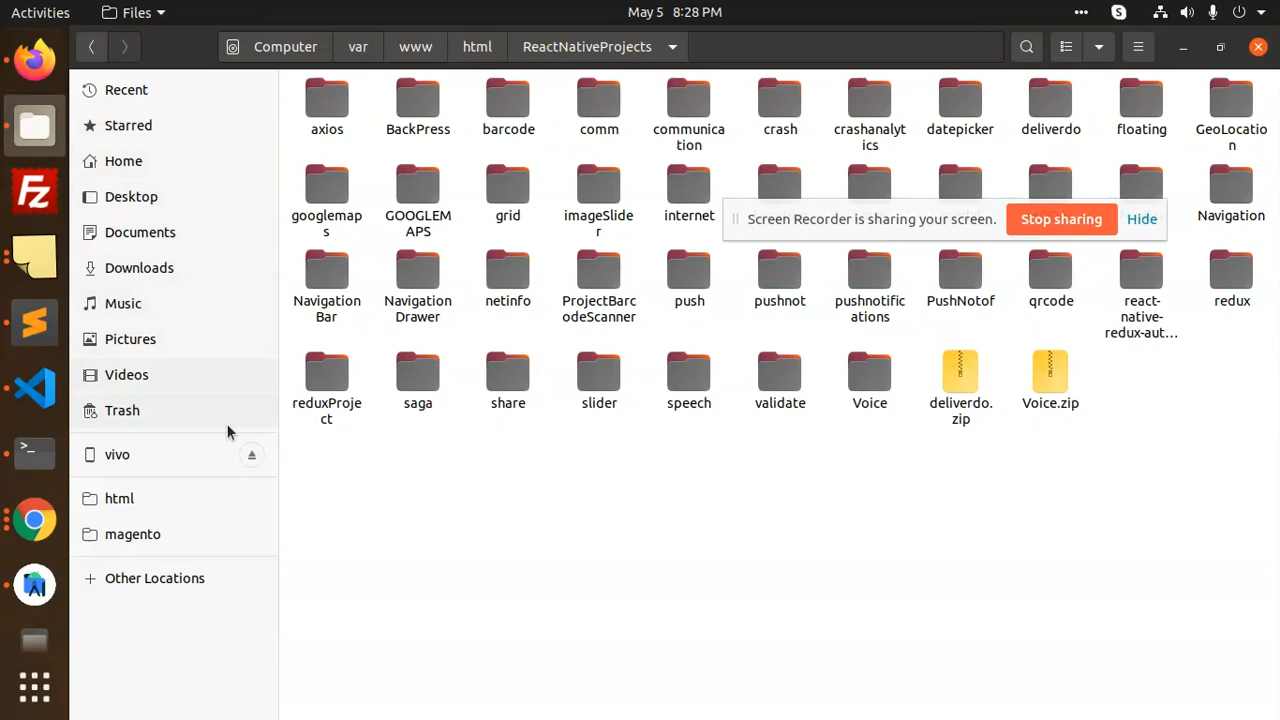 Activities Files May 5 8:28 PM
Computer var www html ReactNativeProjects
Recent
Starred
Home
Desktop
Documents
Downloads
Music
Pictures
Videos
Trash
vivo
html
magento
Other Locations
axios BackPress barcode comm communica crash crashanalyt datepicker deliverdo floating GeoLocatio
tion ics n
googlemap GOOGLEM grid imageSlide internet Navigation
s APS r
Screen Recorder is sharing your screen. Stop sharing Hide
Navigation Navigation netinfo ProjectBarc push pushnot pushnotific PushNotof qrcode react- redux
Bar Drawer odeScanner ations native-
redux-aut...
reduxProje saga share slider speech validate Voice deliverdo. Voice.zip
ct zip